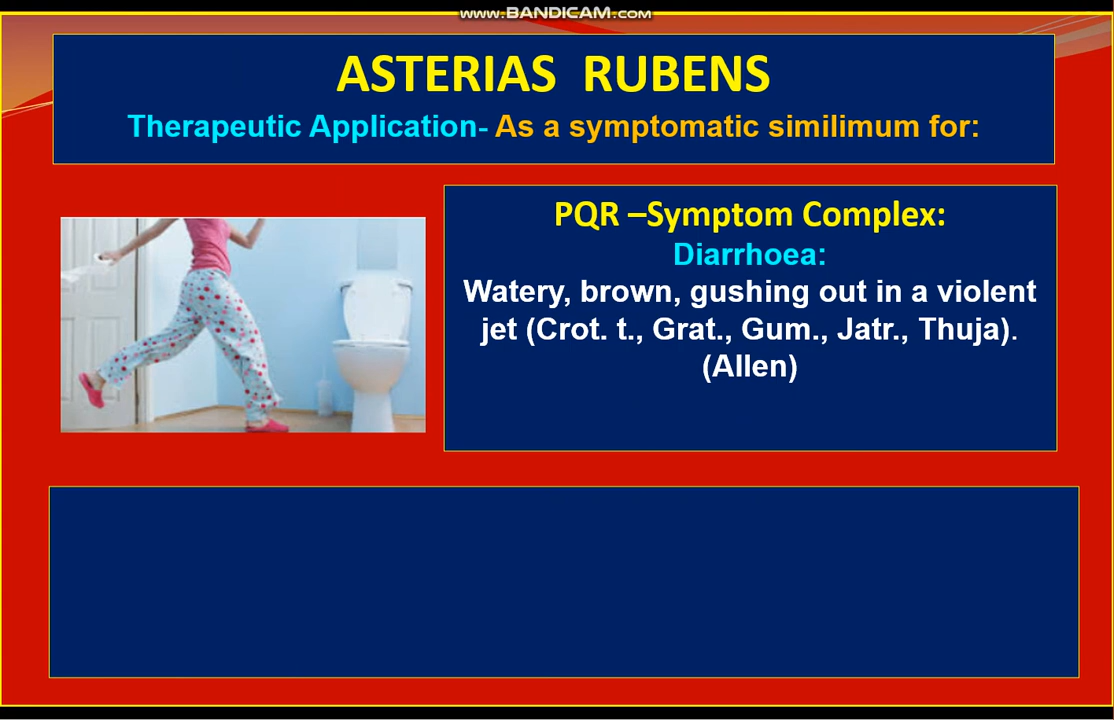 www.BANDICAM.com
ASTERIAS RUBENS
Therapeutic Application- As a symptomatic similimum for:
PQR –Symptom Complex:
Diarrhoea:
Watery, brown, gushing out in a violent
jet (Crot. t., Grat., Gum., Jatr., Thuja).
(Allen)